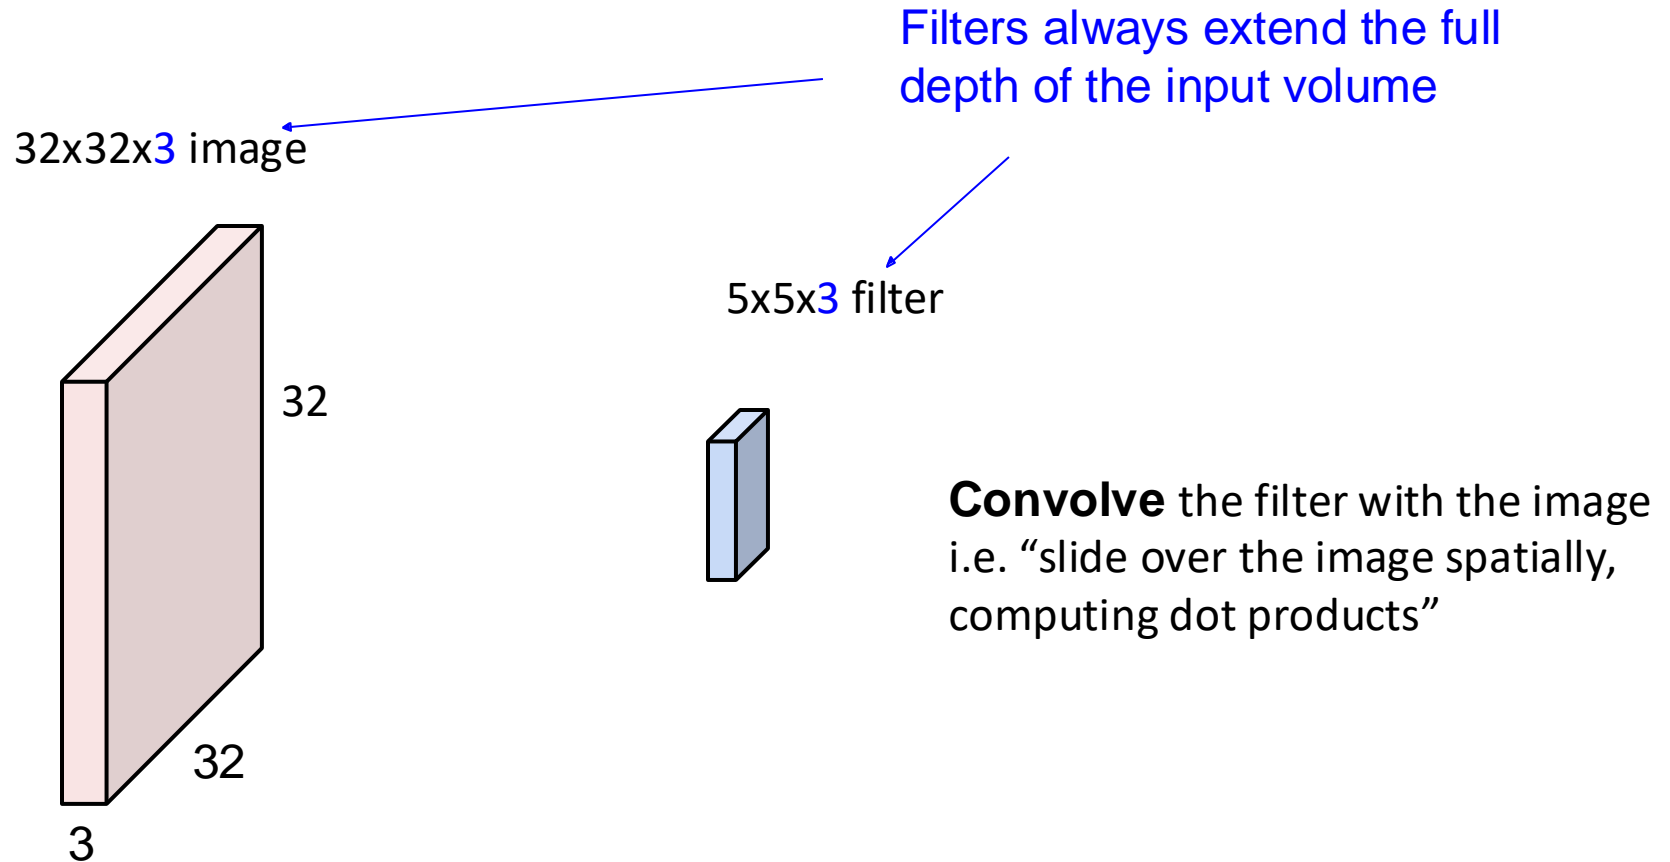 Filters always extend the full
depth of the input volume
32x32x3 image
5x5x3 filter
32
Convolve the filter with the image
i.e. “slide over the image spatially,
computing dot products”
32
3